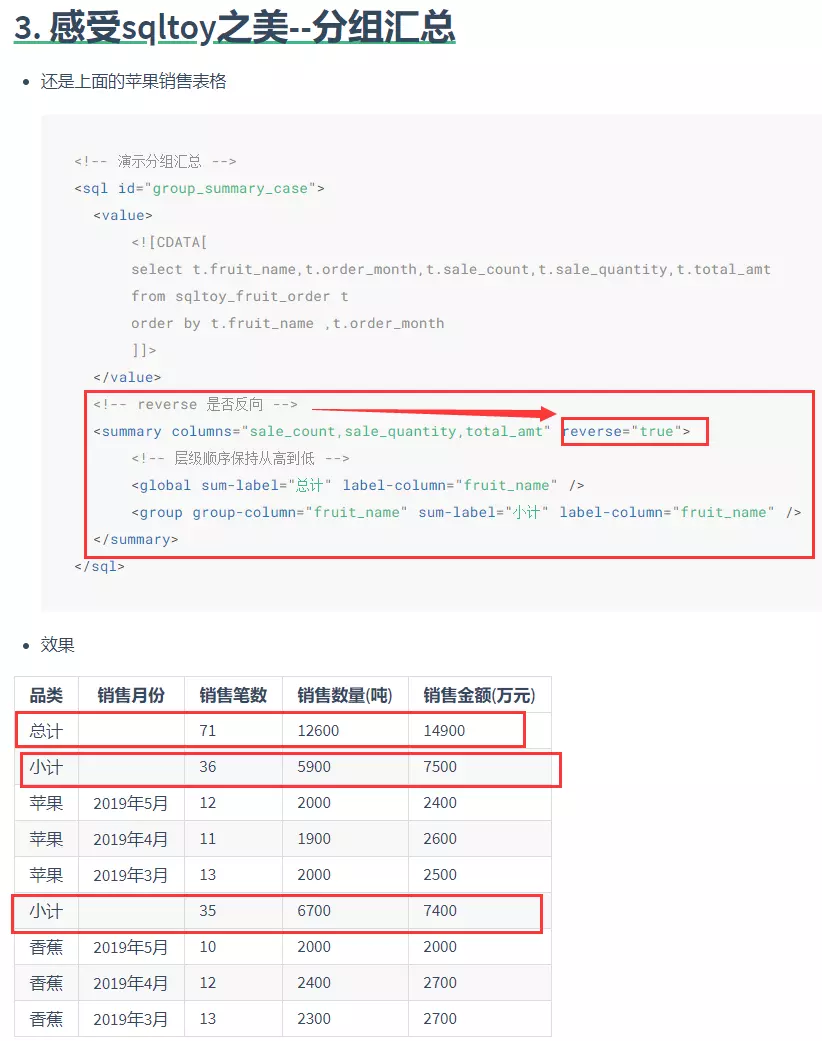 3. 感受sqltoy之美--分组汇总
还是上面的苹果销售表格
<!-- 演示分组汇总 -->
<sql id="group_summary_case">
<value>
<![CDATA[
select t.fruit_name,t.order_month,t.sale_count,t.sale_quantity,t.total_amt
from sqltoy_fruit_order t
order by t.fruit_name ,t.order_month
]]>
</value>
<!-- reverse 是否反向 -->
<summary columns="sale_count,sale_quantity,total_amt" reverse="true">
<!-- 层级顺序保持从高到低 -->
<global sum-label="总计" label-column="fruit_name" />
<group group-column="fruit_name" sum-label="小计" label-column="fruit_name" />
</summary>
</sql>
效果
品类 销售月份 销售笔数 销售数量(吨) 销售金额(万元)
总计 71 12600 14900
小计 36 5900 7500
苹果 2019年5月 12 2000 2400
苹果 2019年4月 11 1900 2600
苹果 2019年3月 13 2000 2500
小计 35 6700 7400
香蕉 2019年5月 10 2000 2000
香蕉 2019年4月 12 2400 2700
香蕉 2019年3月 13 2300 2700